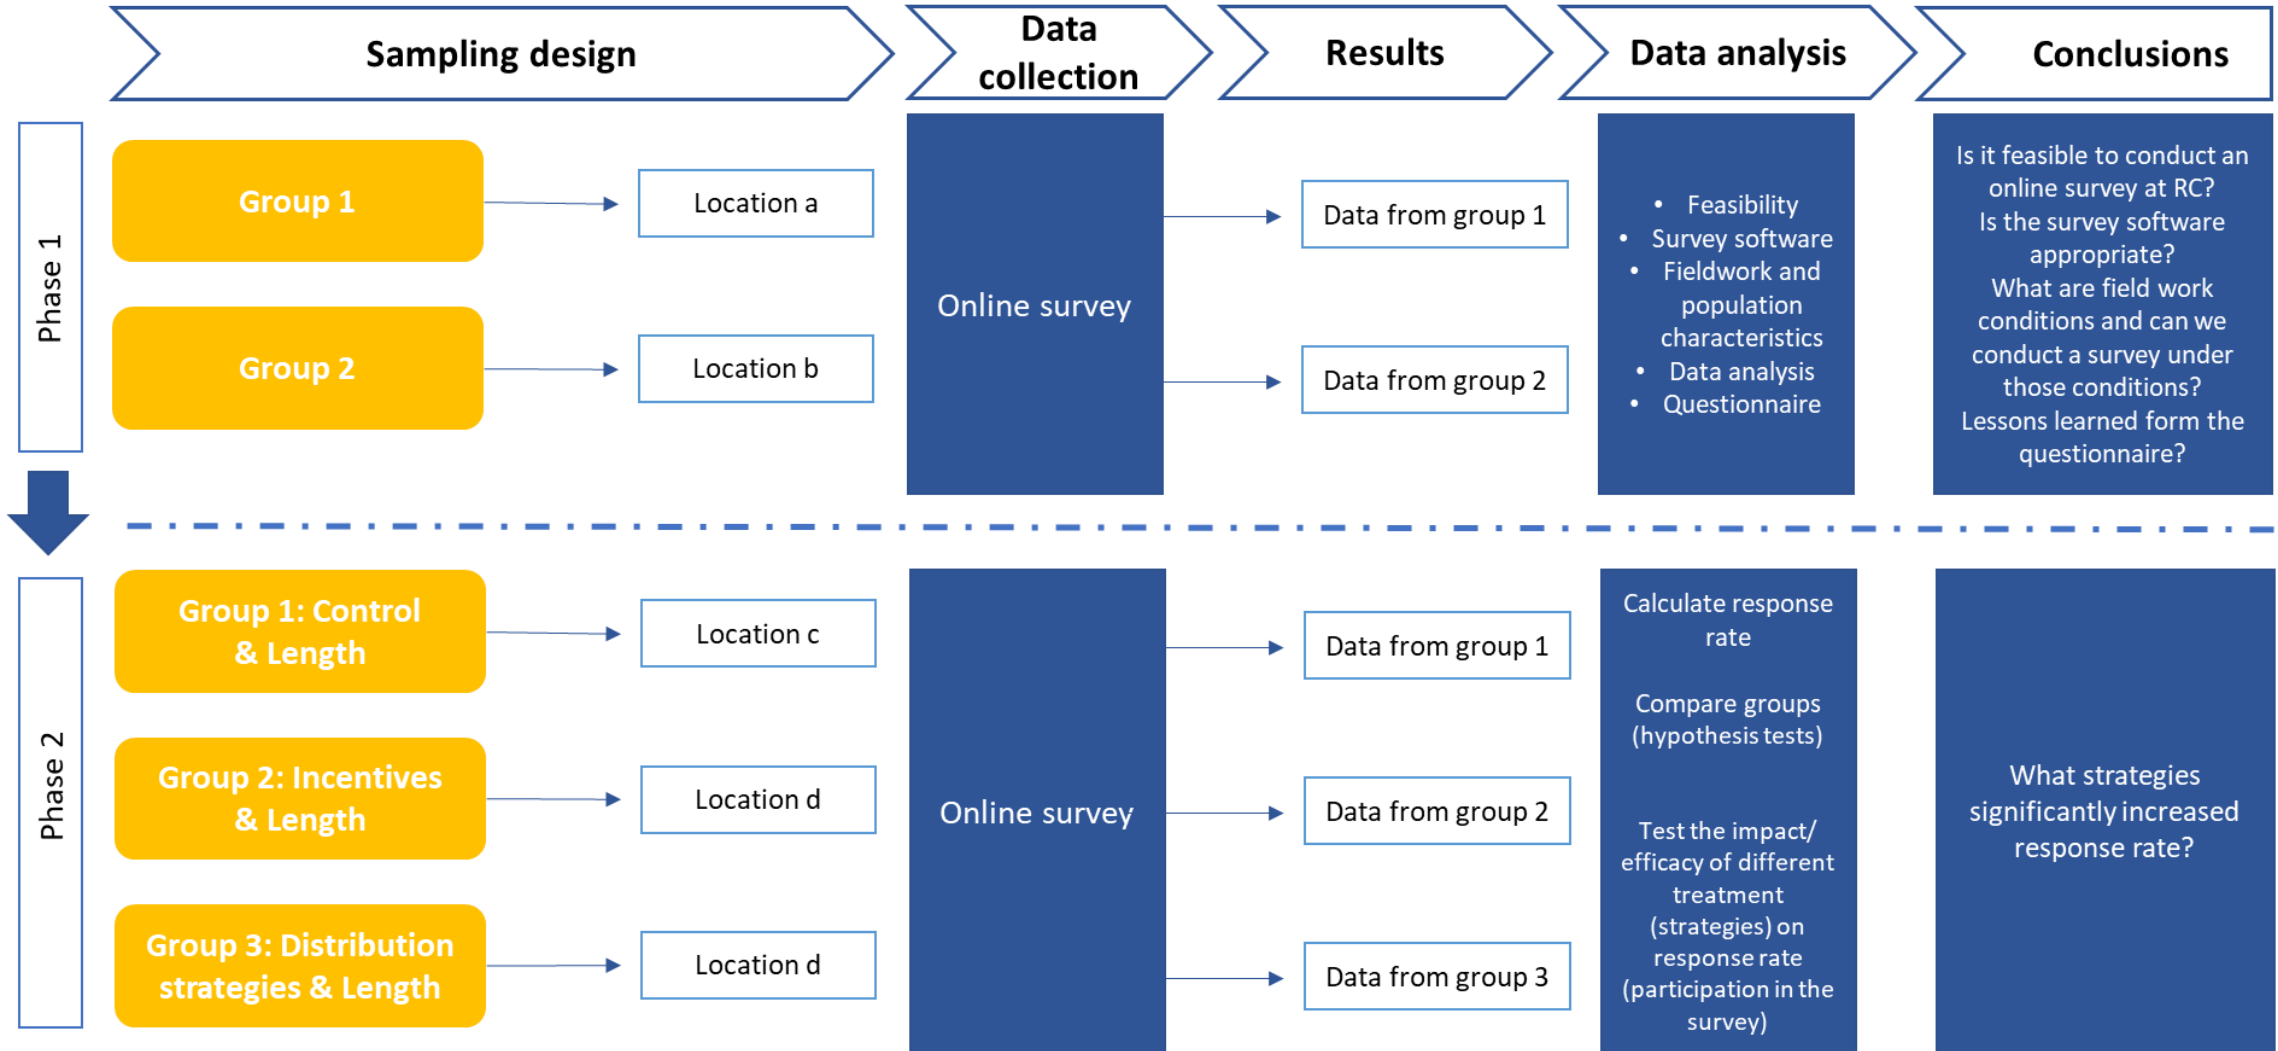 Sampling design
Data
collection
Results
Data analysis
Conclusions
Phase 1
Group 1
Location a
Group 2
Location b
Online survey
Data from group 1
Data from group 2
• Feasibility
• Survey software
• Fieldwork and
population
characteristics
• Data analysis
• Questionnaire
Is it feasible to conduct an
online survey at RC?
Is the survey software
appropriate?
What are field work
conditions and can we
conduct a survey under
those conditions?
Lessons learned form the
questionnaire?
Phase 2
Group 1: Control
& Length
Location c
Group 2: Incentives
& Length
Location d
Group 3: Distribution
strategies & Length
Location d
Online survey
Data from group 1
Data from group 2
Data from group 3
Calculate response
rate
Compare groups
(hypothesis tests)
Test the impact/
efficacy of different
treatment
(strategies) on
response rate
(participation in the
survey)
What strategies
significantly increased
response rate?